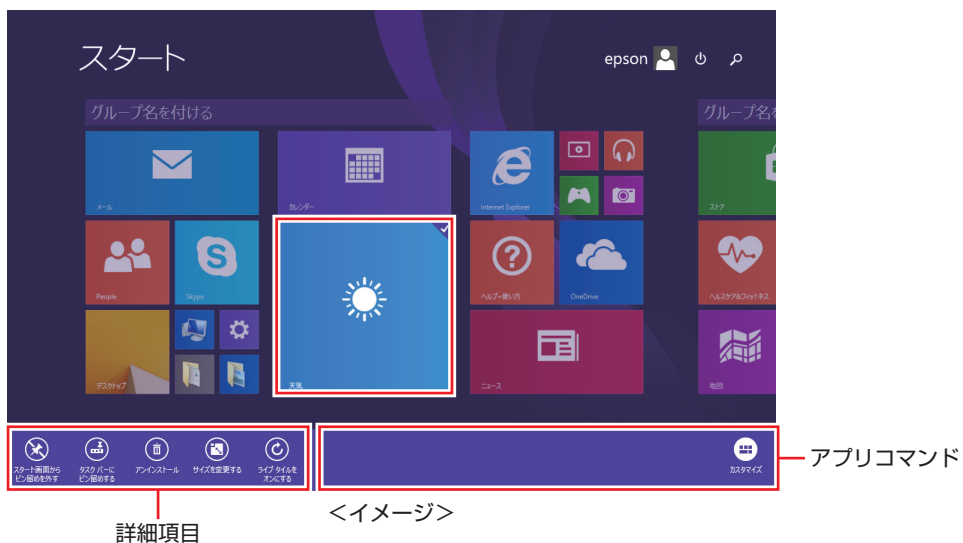 スタート
epson
グループ名を付ける
グループ名
メール
カレンダー
Internet Explorer
ストア
People
Skype
ヘルプ+使い方
OneDrive
ヘルスケア&フィットネス
デスクトップ
天気
ニュース
地図
スタート画面から
ピン留めを外す
タスク バーに
ピン留めする
アンインストール
サイズを変更する
ライブ タイルを
オンにする
カスタマイズ
アプリコマンド
<イメージ>
詳細項目